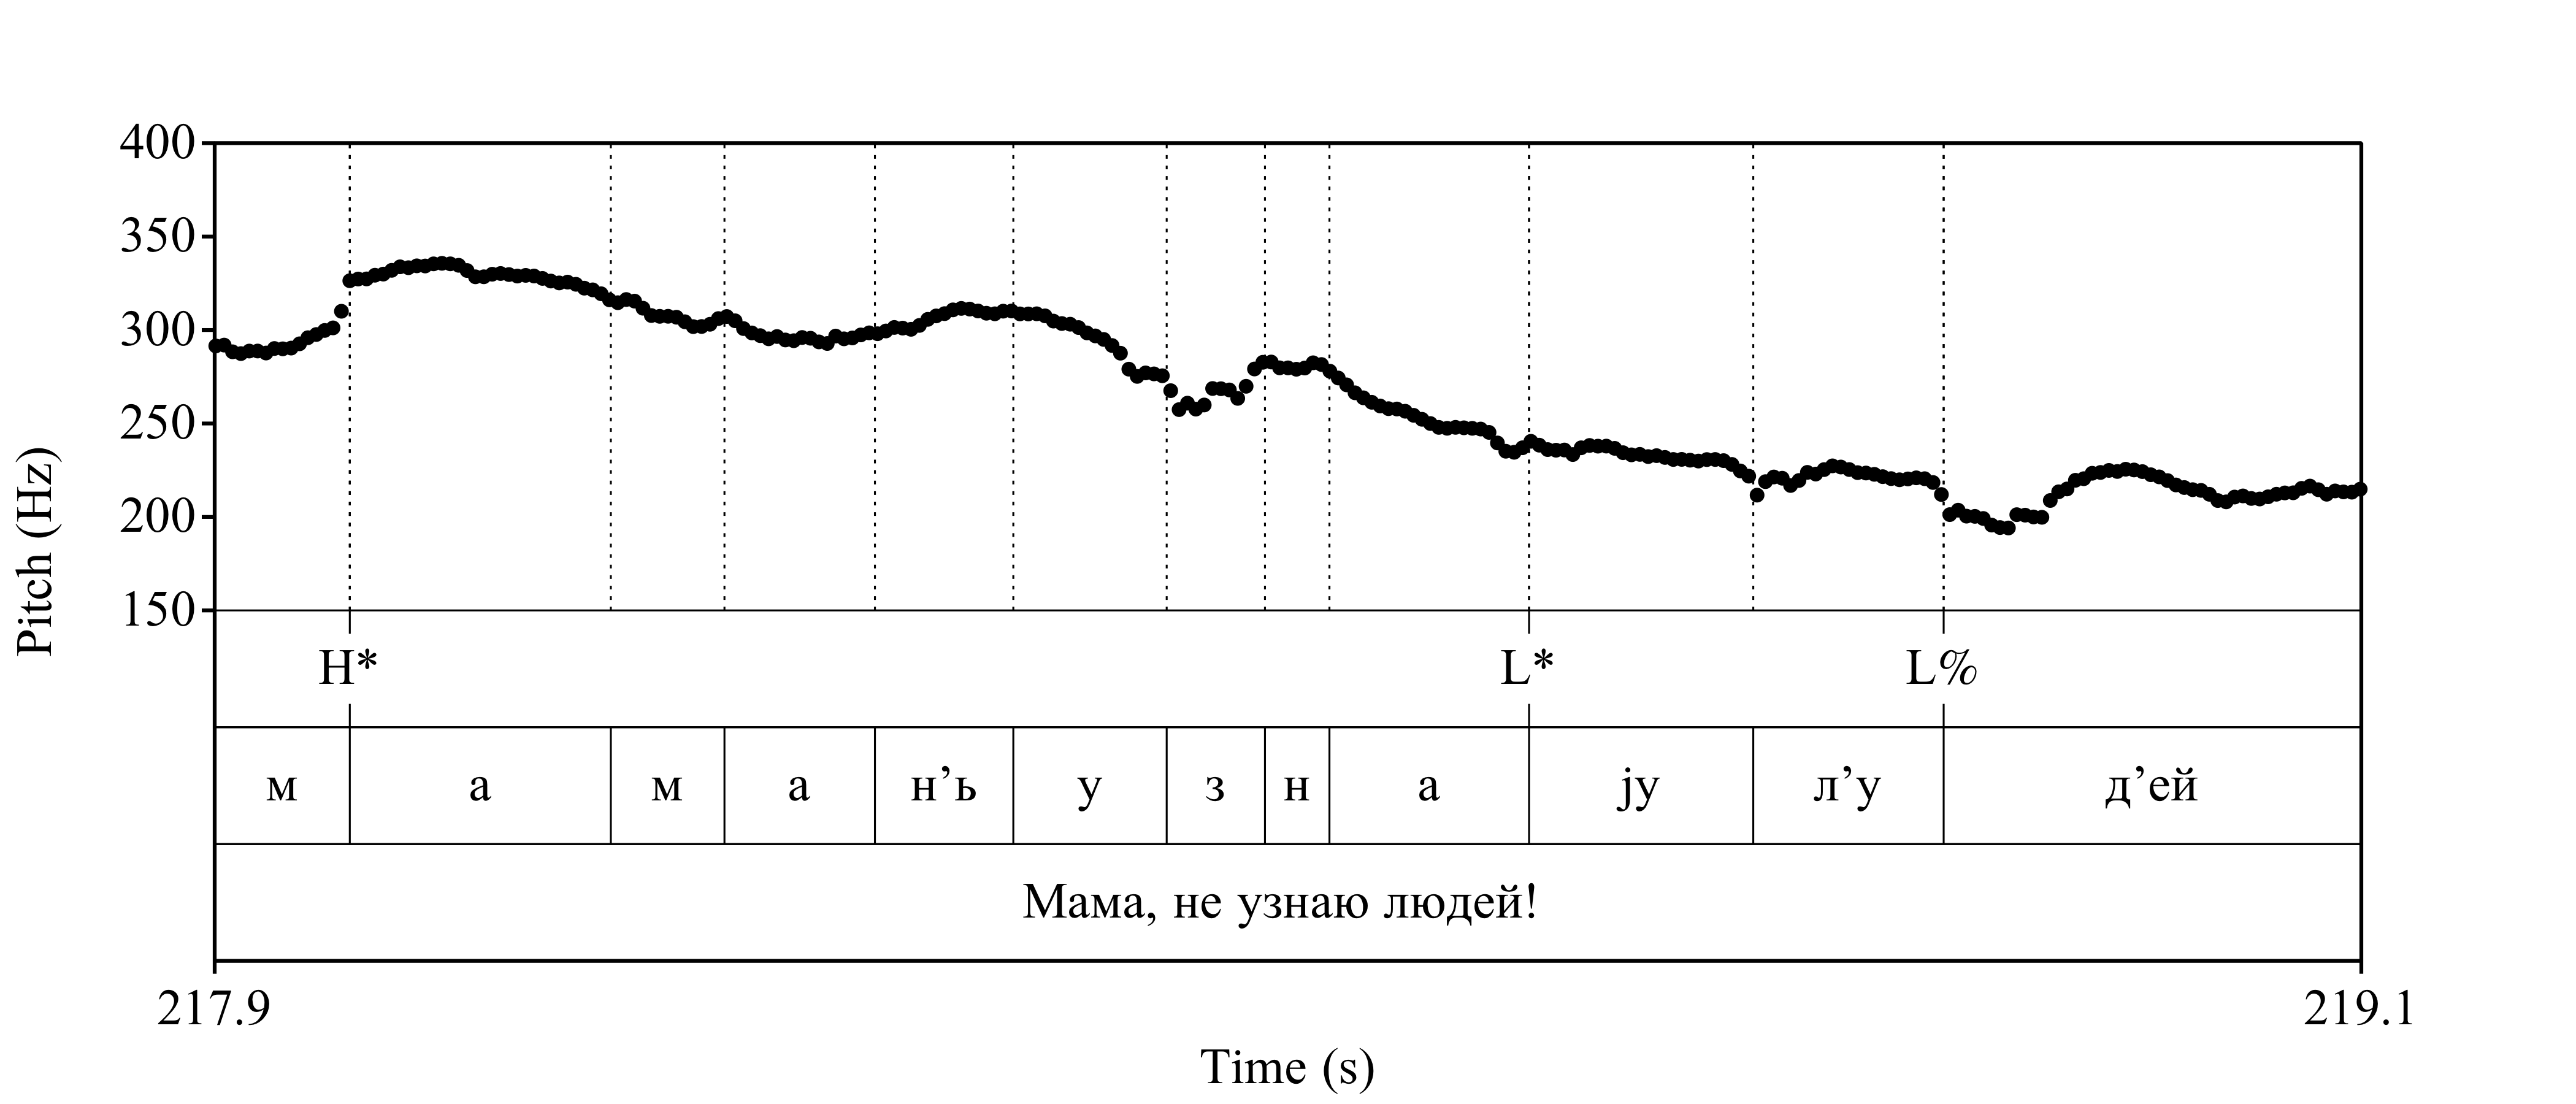 400
350
300
250
200
150
Pitch (Hz)
H* L* L%
м а м а н’ь у з н а jу л’у д’ей
Мама, не узнаю людей!
217.9 219.1
Time (s)